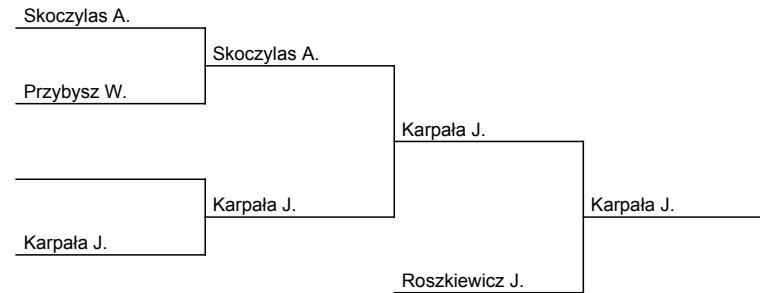 Skoczylas A.
Skoczylas A.
Przybysz W.
Karpała J.
Karpała J.
Karpała J.
Karpała J.
Roszkiewicz J.